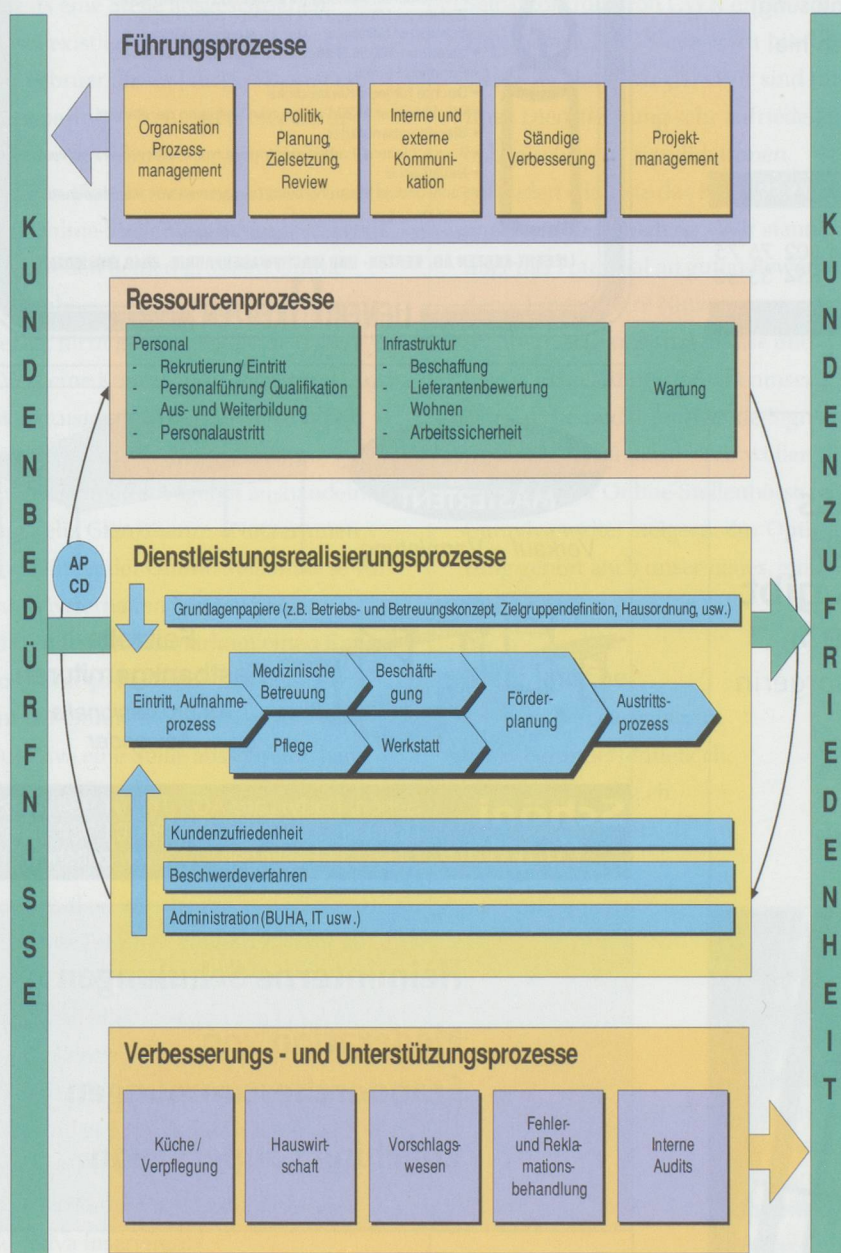 KUNDENBEDÜRFNISSE
Führungsprozesse
Organisation
Prozess-
management
Politik,
Planung,
Zielsetzung,
Review
Interne und
externe
Kommuni-
kation
Ständige
Verbesserung
Projekt-
management
Ressourcenprozesse
Personal
- Rekrutierung/ Eintritt
- Personalführung/ Qualifikation
- Aus- und Weiterbildung
- Personalaustritt
Infrastruktur
- Beschaffung
- Lieferantenbewertung
- Wohnen
- Arbeitssicherheit
Wartung
AP
CD
Dienstleistungsrealisierungsprozesse
Grundlagenpapiere (z.B. Betriebs- und Betreuungskonzept, Zielgruppendefinition, Hausordnung, usw.)
Eintritt, Aufnahme-
prozess
Medizinische
Betreuung
Beschäfti-
gung
Pflege
Werkstatt
Förder-
planung
Austritts-
prozess
Kundenzufriedenheit
Beschwerdeverfahren
Administration (BUHA, IT usw.)
Verbesserungs - und Unterstützungsprozesse
Küche /
Verpflegung
Hauswirt-
schaft
Vorschlags-
wesen
Fehler-
und Rekla-
mations-
behandlung
Interne
Audits
KUNDENZUFRIEDENHEIT